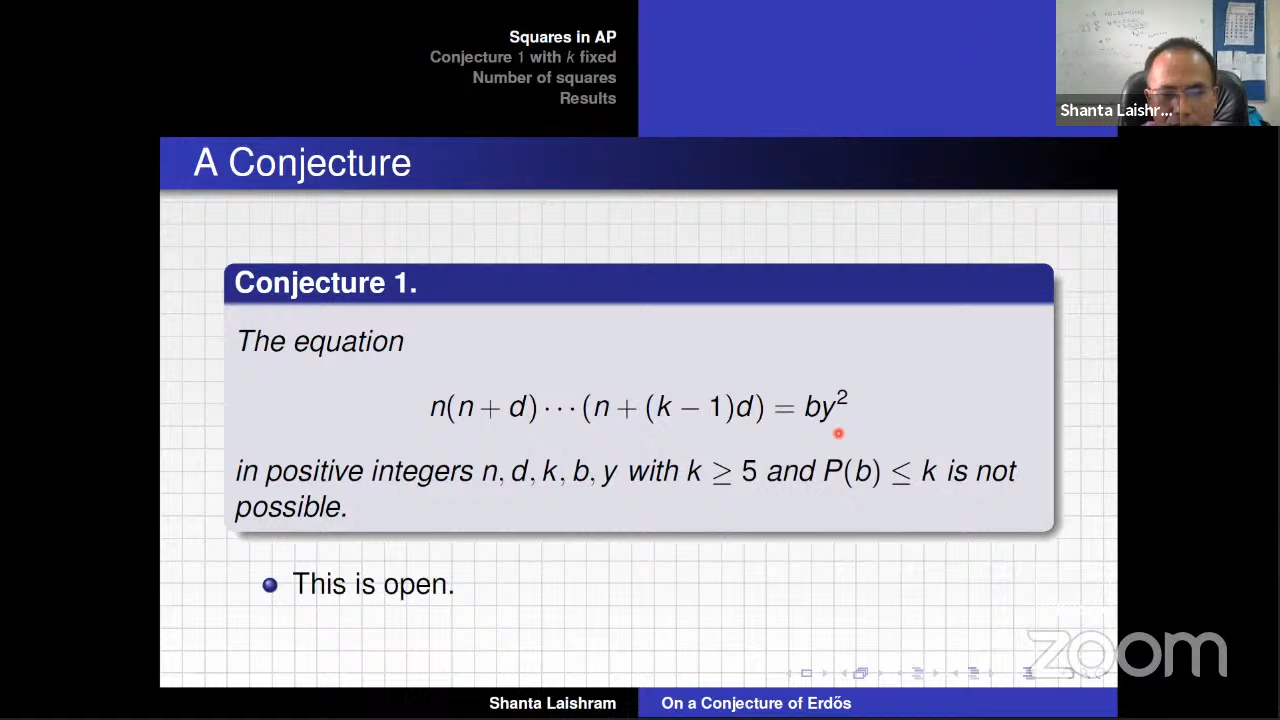 Squares in AP
Conjecture 1 with k fixed
Number of squares
Results
Shanta Laishr...
A Conjecture
Conjecture 1.
The equation
n(n + d) ··· (n + (k − 1)d) = by²
in positive integers n, d, k, b, y with k ≥ 5 and P(b) ≤ k is not
possible.
This is open.
zoom
Shanta Laishram
On a Conjecture of Erdős